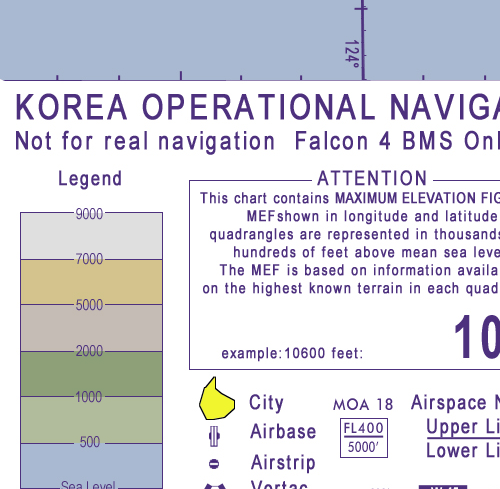 124°
KOREA OPERATIONAL NAVIGA
Not for real navigation Falcon 4 BMS Onl
Legend
9000
7000
5000
2000
1000
500
Sea Level
ATTENTION
This chart contains MAXIMUM ELEVATION FIG
MEFshown in longitude and latitude
quadrangles are represented in thousands
hundreds of feet above mean sea leve
The MEF is based on information availa
on the highest known terrain in each quad
example:10600 feet:
10
City
Airbase
Airstrip
Vortac
MOA 18
FL400
5000'
Airspace N
Upper Li
Lower Li